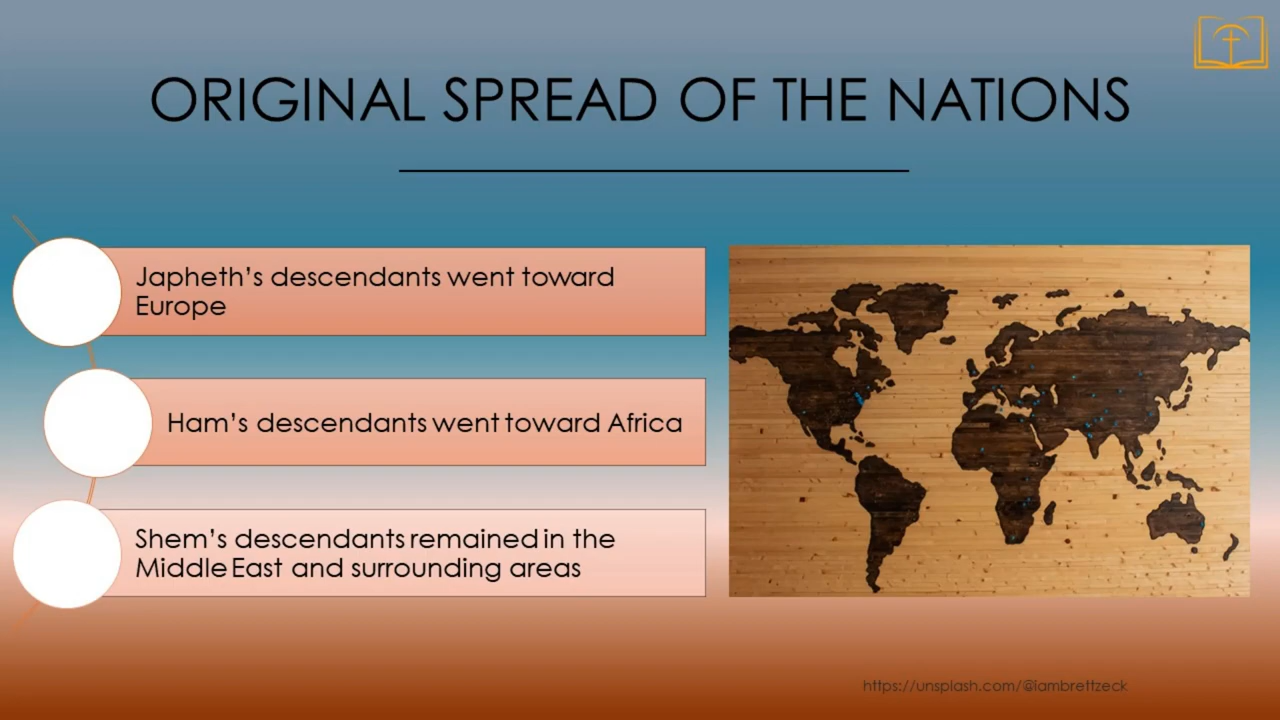 ORIGINAL SPREAD OF THE NATIONS
Japheth's descendants went toward
Europe
Ham's descendants went toward Africa
Shem's descendants remained in the
Middle East and surrounding areas
https://unsplash.com/@iambrettzeck